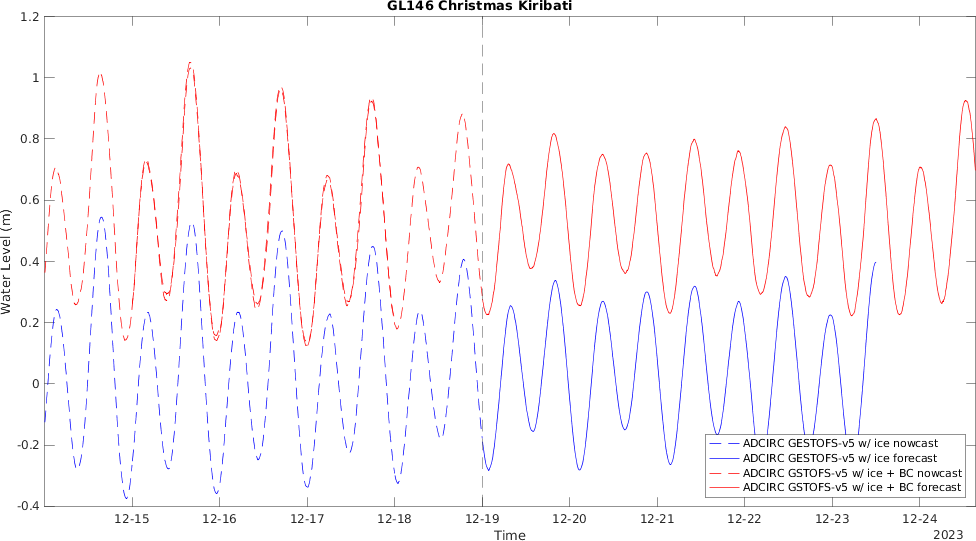 GL146 Christmas Kiribati
1.2
1
0.8
0.6
0.4
0.2
0
-0.2
-0.4
Water Level (m)
ADCIRC GESTOFS-v5 w/ ice nowcast
ADCIRC GESTOFS-v5 w/ ice forecast
ADCIRC GSTOFS-v5 w/ ice + BC nowcast
ADCIRC GSTOFS-v5 w/ ice + BC forecast
12-15 12-16 12-17 12-18 12-19 12-20 12-21 12-22 12-23 12-24
Time
2023